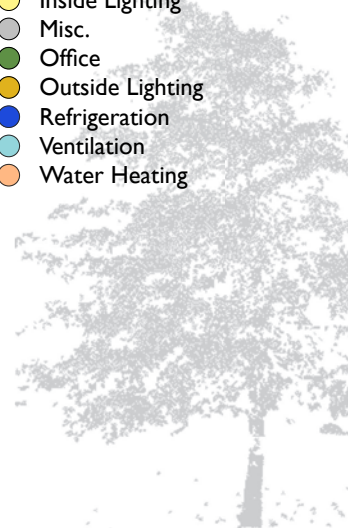 Inside Lighting
Misc.
Office
Outside Lighting
Refrigeration
Ventilation
Water Heating